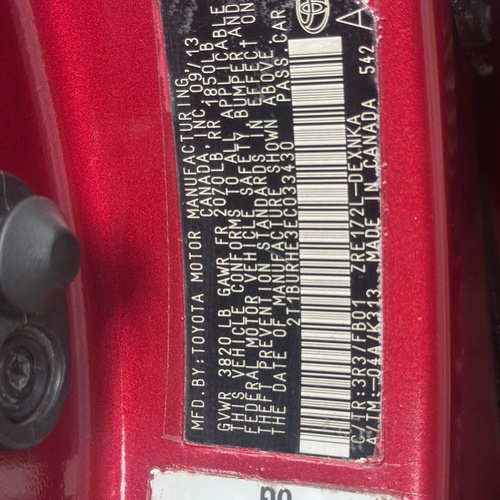 MFD. BY: TOYOTA MOTOR MANUFACTURING
CANADA, INC. 09/13
GVWR 3820 LB GAWR FR 2070LB, RR 1850LB
THIS VEHICLE CONFORMS TO ALL APPLICABLE
FEDERAL MOTOR VEHICLE SAFETY, BUMPER AND
THEFT PREVENTION STANDARDS IN EFFECT ON
THE DATE OF MANUFACTURE SHOWN ABOVE.
2T1BURHE3EC033430 PASS. CAR
C/TR: 3R3/FB01 ZRE172L-DEXNKA
A/TM: -04A/K313 MADE IN CANADA 542
A